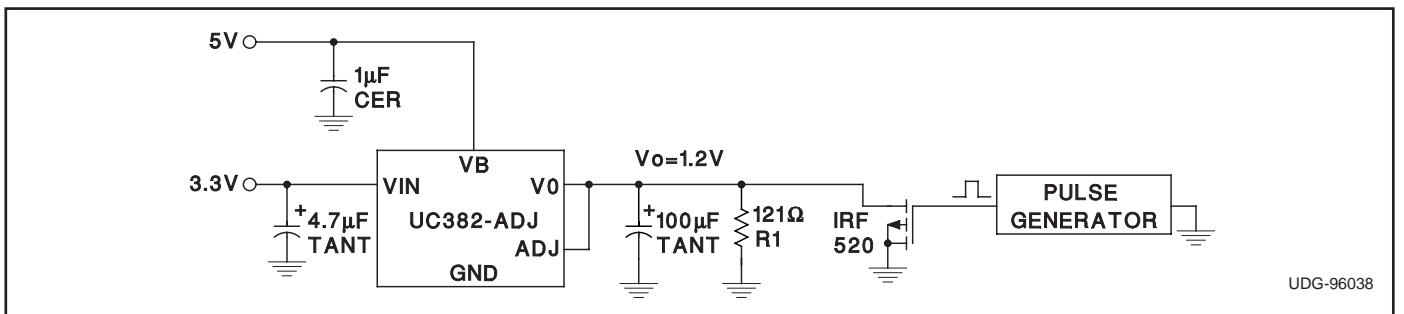 5V
1µF
CER
VB
Vo=1.2V
3.3V
VIN
V0
UC382-ADJ
ADJ
GND
+
4.7µF
TANT
+
100µF
TANT
121Ω
R1
IRF
520
PULSE
GENERATOR
UDG-96038